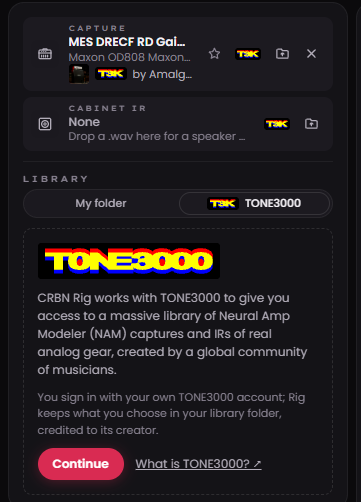 CAPTURE
MES DRECF RD Gai...
Maxon OD808 Maxon...
T3K
T3K by Amalg...
CABINET IR
None
Drop a .wav here for a speaker ...
T3K
LIBRARY
My folder
T3K TONE3000
TONE3000
CRBN Rig works with TONE3000 to give you
access to a massive library of Neural Amp
Modeler (NAM) captures and IRs of real
analog gear, created by a global community
of musicians.
You sign in with your own TONE3000 account; Rig
keeps what you choose in your library folder,
credited to its creator.
Continue
What is TONE3000? ↗